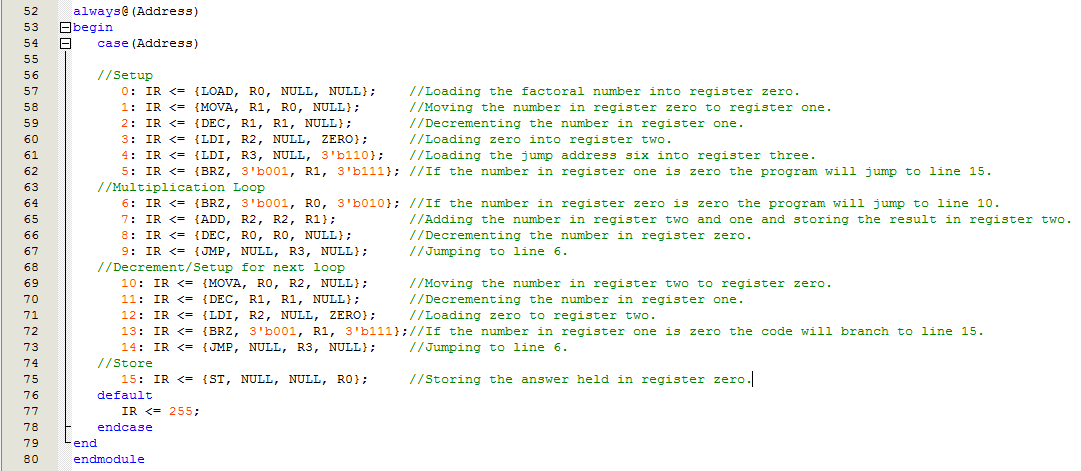 52 always@(Address)
53 begin
54 case(Address)
55
56 //Setup
57 0: IR <= {LOAD, R0, NULL, NULL}; //Loading the factoral number into register zero.
58 1: IR <= {MOVA, R1, R0, NULL}; //Moving the number in register zero to register one.
59 2: IR <= {DEC, R1, R1, NULL}; //Decrementing the number in register one.
60 3: IR <= {LDI, R2, NULL, ZERO}; //Loading zero into register two.
61 4: IR <= {LDI, R3, NULL, 3'b110}; //Loading the jump address six into register three.
62 5: IR <= {BRZ, 3'b001, R1, 3'b111}; //If the number in register one is zero the program will jump to line 15.
63 //Multiplication Loop
64 6: IR <= {BRZ, 3'b001, R0, 3'b010}; //If the number in register zero is zero the program will jump to line 10.
65 7: IR <= {ADD, R2, R2, R1}; //Adding the number in register two and one and storing the result in register two.
66 8: IR <= {DEC, R0, R0, NULL}; //Decrementing the number in register zero.
67 9: IR <= {JMP, NULL, R3, NULL}; //Jumping to line 6.
68 //Decrement/Setup for next loop
69 10: IR <= {MOVA, R0, R2, NULL}; //Moving the number in register two to register zero.
70 11: IR <= {DEC, R1, R1, NULL}; //Decrementing the number in register one.
71 12: IR <= {LDI, R2, NULL, ZERO}; //Loading zero to register two.
72 13: IR <= {BRZ, 3'b001, R1, 3'b111};//If the number in register one is zero the code will branch to line 15.
73 14: IR <= {JMP, NULL, R3, NULL}; //Jumping to line 6.
74 //Store
75 15: IR <= {ST, NULL, NULL, R0}; //Storing the answer held in register zero.
76 default
77 IR <= 255;
78 endcase
79 end
80 endmodule